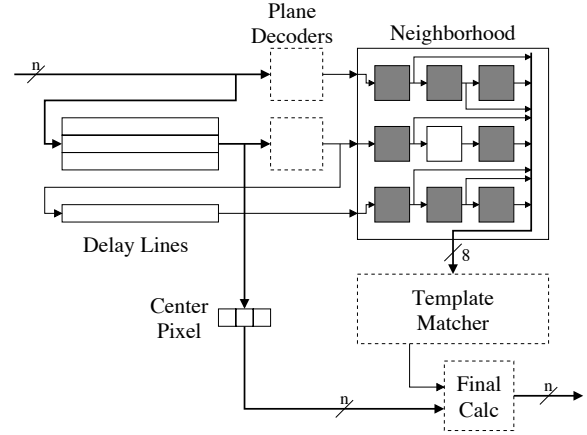 Plane
Decoders
Neighborhood
n
8
Delay Lines
Center
Pixel
Template
Matcher
Final
Calc
n
n